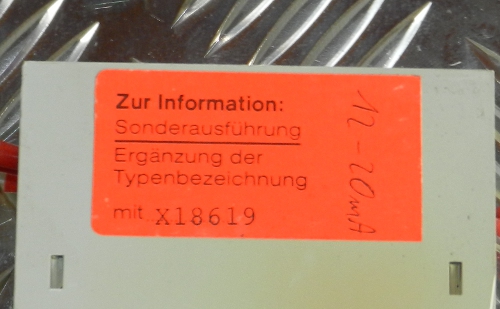 Zur Information:
Sonderausführung
Ergänzung der
Typenbezeichnung
mit X18619
12-20mA